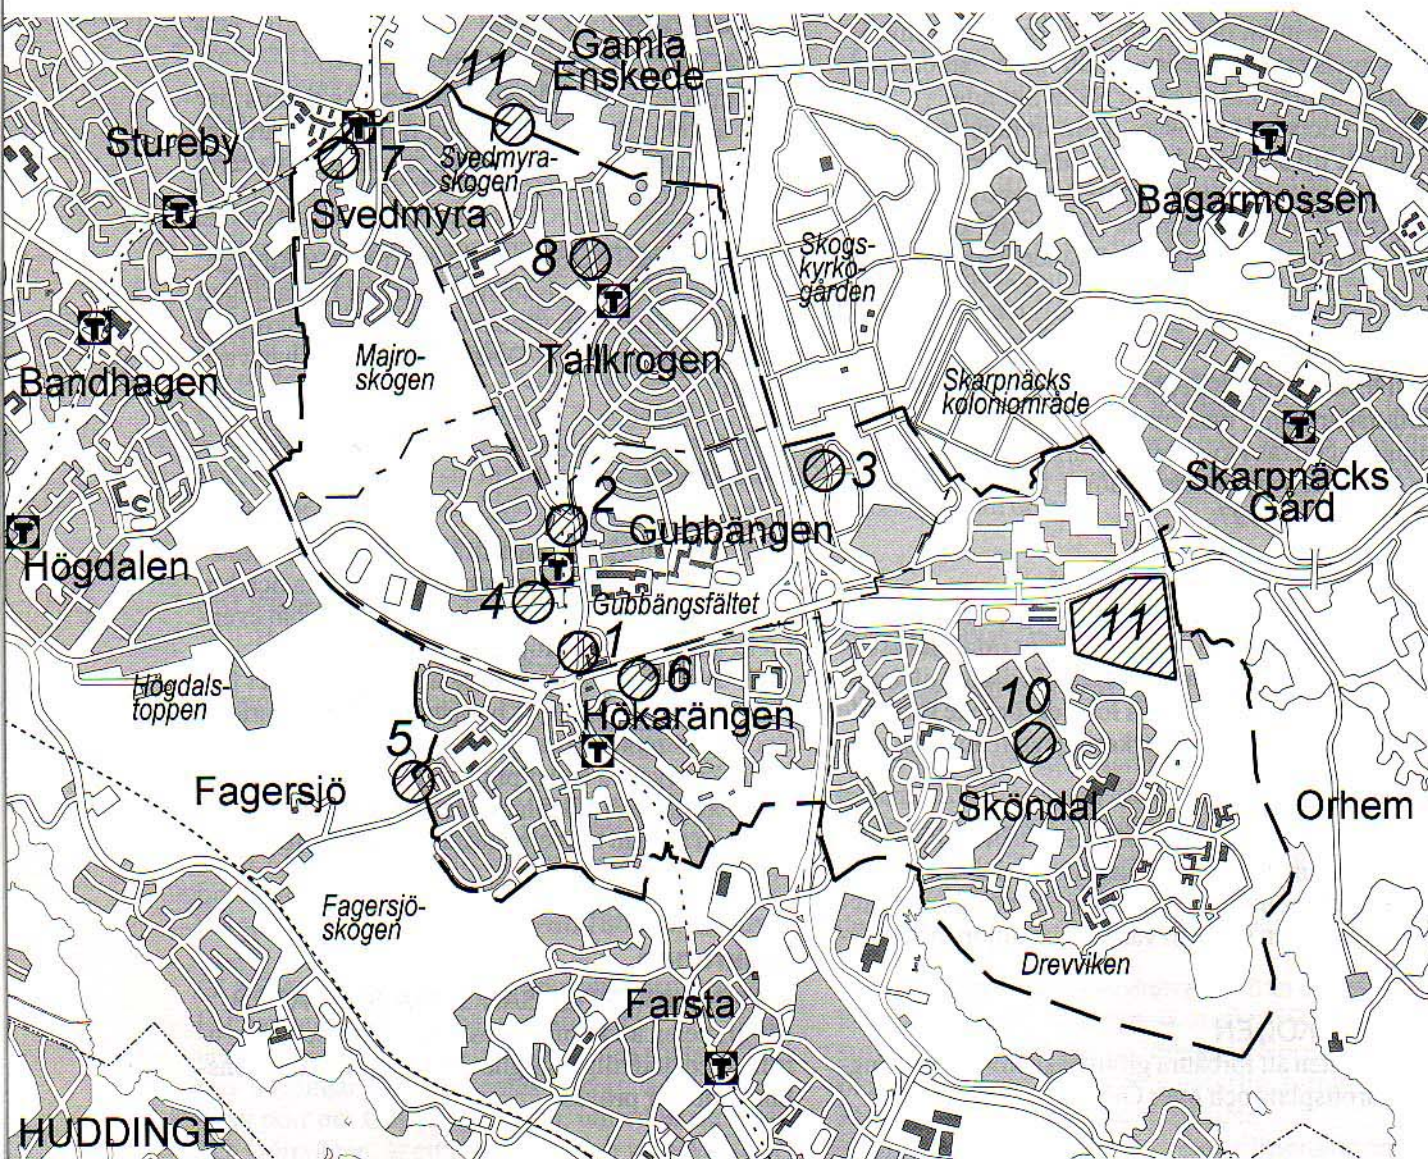 Gamla
Enskede
11
Stureby
T
7
Svedmyra-
skogen
Bagarmossen
T
T
Svedmyra
8
Skogs-
kyrko-
gården
T
T
Majro-
skogen
Tallkrogen
Bandhagen
Skarpnäcks
koloniområde
T
3
Skarpnäcks
Gård
2
Gubbängen
T
Högdalen
T
4
Gubbängsfältet
11
1
6
Högdals-
toppen
10
Hökarängen
5
T
Fagersjö
Sköndal
Orhem
Fagersjö-
skogen
Drevviken
Farsta
T
HUDDINGE